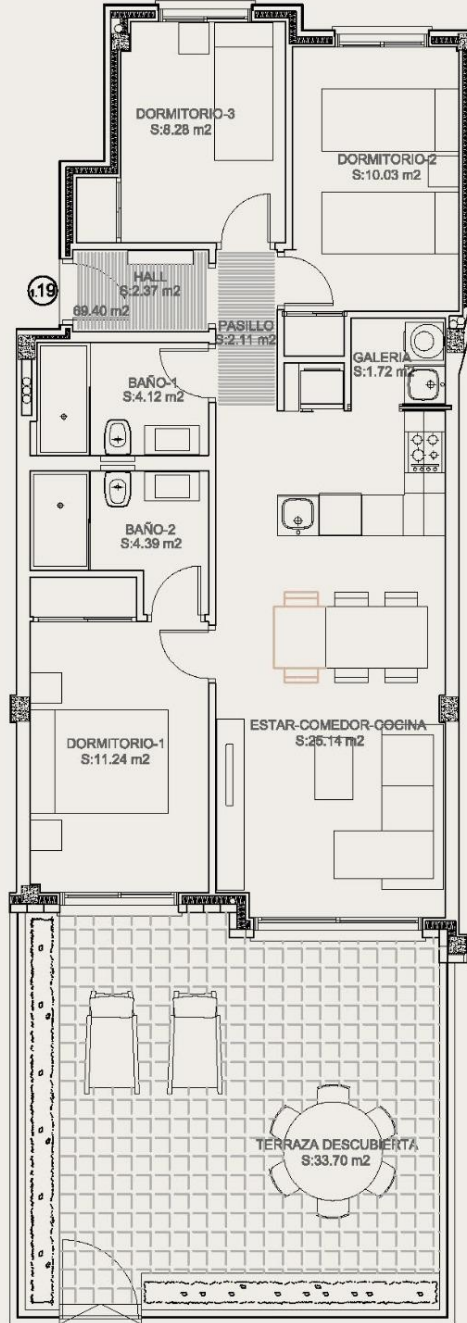 DORMITORIO-3
S:8.28 m2
DORMITORIO-2
S:10.03 m2
1.19
HALL
S:2.37 m2
69.40 m2
PASILLO
S:2.11 m2
GALERIA
S:1.72 m2
BAÑO-1
S:4.12 m2
BAÑO-2
S:4.39 m2
ESTAR-COMEDOR-COCINA
S:25.14 m2
DORMITORIO-1
S:11.24 m2
TERRAZA DESCUBIERTA
S:33.70 m2